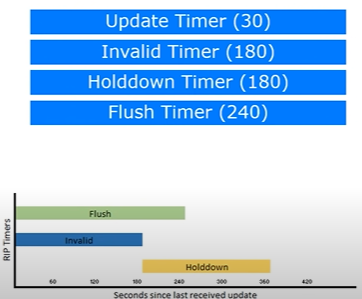 Update Timer (30)
Invalid Timer (180)
Holddown Timer (180)
Flush Timer (240)
RIP Timers
Flush
Invalid
Holddown
60 120 180 240 300 360 420
Seconds since last received update